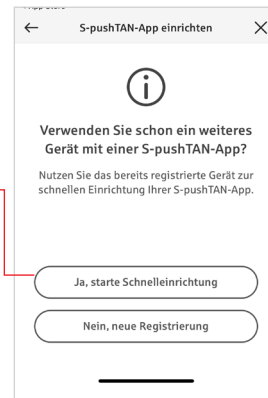 S-pushTAN-App einrichten
Verwenden Sie schon ein weiteres
Gerät mit einer S-pushTAN-App?
Nutzen Sie das bereits registrierte Gerät zur
schnellen Einrichtung Ihrer S-pushTAN-App.
Ja, starte Schnelleinrichtung
Nein, neue Registrierung